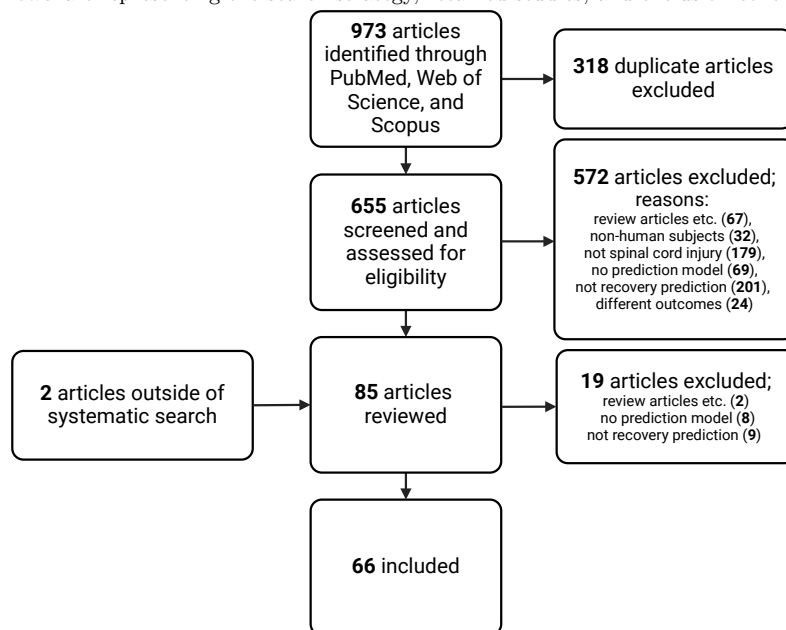 973 articles
identified through
PubMed, Web of
Science, and
Scopus
318 duplicate articles
excluded
655 articles
screened and
assessed for
eligibility
572 articles excluded;
reasons:
review articles etc. (67),
non-human subjects (32),
not spinal cord injury (179),
no prediction model (69),
not recovery prediction (201),
different outcomes (24)
2 articles outside of
systematic search
85 articles
reviewed
19 articles excluded;
review articles etc. (2)
no prediction model (8)
not recovery prediction (9)
66 included